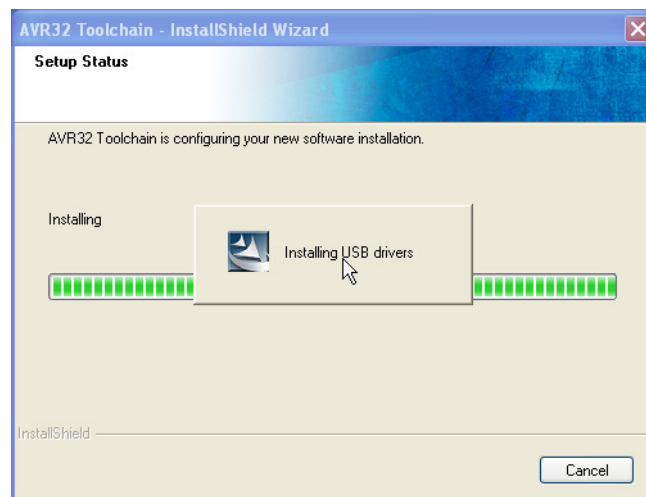 AVR32 Toolchain - InstallShield Wizard
Setup Status
AVR32 Toolchain is configuring your new software installation.
Installing
Installing USB drivers
InstallShield
Cancel